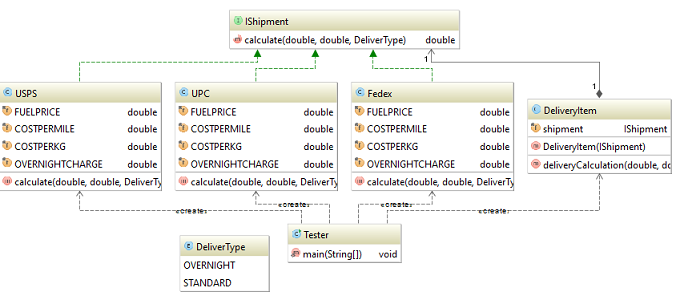 IShipment
calculate(double, double, DeliverType) double
1
1
USPS
FUELPRICE double
COSTPERMILE double
COSTPERKG double
OVERNIGHTCHARGE double
calculate(double, double, DeliverTy
UPC
FUELPRICE double
COSTPERMILE double
COSTPERKG double
OVERNIGHTCHARGE double
calculate(double, double, DeliverTy
Fedex
FUELPRICE double
COSTPERMILE double
COSTPERKG double
OVERNIGHTCHARGE double
calculate(double, double, DeliverTy
DeliveryItem
shipment IShipment
DeliveryItem(IShipment)
deliveryCalculation(double, do
«create»
«create»
«create»
«create»
Tester
main(String[]) void
DeliverType
OVERNIGHT
STANDARD